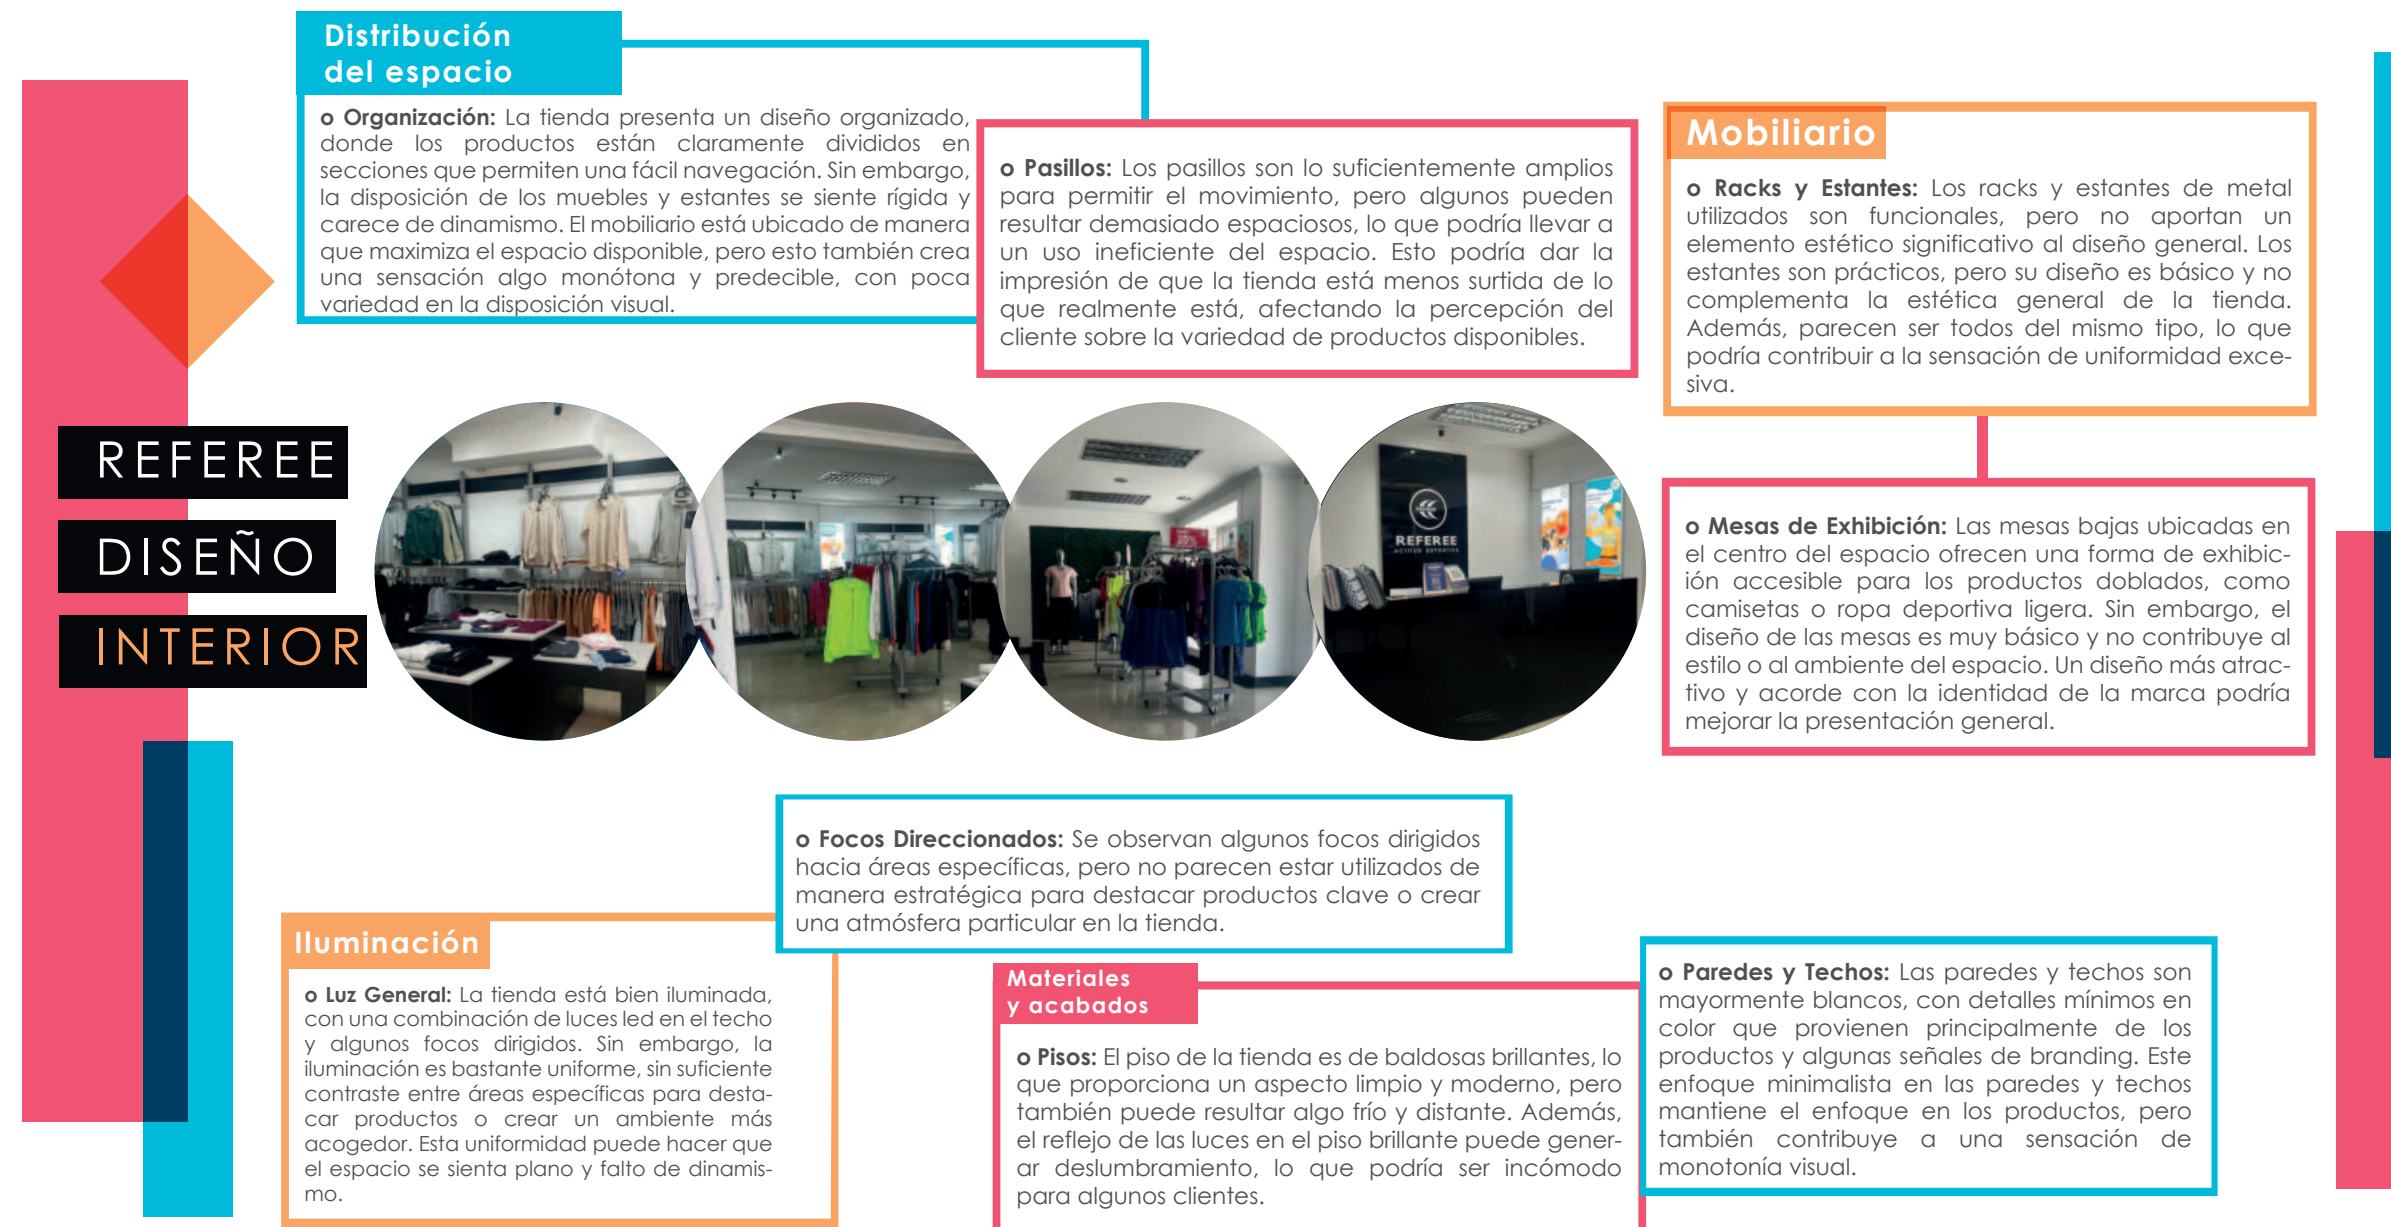 Distribución
del espacio
o Organización: La tienda presenta un diseño organizado,
donde los productos están claramente divididos en
secciones que permiten una fácil navegación. Sin embargo,
la disposición de los muebles y estantes se siente rígida y
carece de dinamismo. El mobiliario está ubicado de manera
que maximiza el espacio disponible, pero esto también crea
una sensación algo monótona y predecible, con poca
variedad en la disposición visual.
o Pasillos: Los pasillos son lo suficientemente amplios
para permitir el movimiento, pero algunos pueden
resultar demasiado espaciosos, lo que podría llevar a
un uso ineficiente del espacio. Esto podría dar la
impresión de que la tienda está menos surtida de lo
que realmente está, afectando la percepción del
cliente sobre la variedad de productos disponibles.
Mobiliario
o Racks y Estantes: Los racks y estantes de metal
utilizados son funcionales, pero no aportan un
elemento estético significativo al diseño general. Los
estantes son prácticos, pero su diseño es básico y no
complementa la estética general de la tienda.
Además, parecen ser todos del mismo tipo, lo que
podría contribuir a la sensación de uniformidad exce-
siva.
REFEREE
DISEÑO
INTERIOR
20%
REFEREE
ACTITUD DEPORTIVA
o Mesas de Exhibición: Las mesas bajas ubicadas en
el centro del espacio ofrecen una forma de exhibic-
ión accesible para los productos doblados, como
camisetas o ropa deportiva ligera. Sin embargo, el
diseño de las mesas es muy básico y no contribuye al
estilo o al ambiente del espacio. Un diseño más atrac-
tivo y acorde con la identidad de la marca podría
mejorar la presentación general.
o Focos Direccionados: Se observan algunos focos dirigidos
hacia áreas específicas, pero no parecen estar utilizados de
manera estratégica para destacar productos clave o crear
una atmósfera particular en la tienda.
Iluminación
o Luz General: La tienda está bien iluminada,
con una combinación de luces led en el techo
y algunos focos dirigidos. Sin embargo, la
iluminación es bastante uniforme, sin suficiente
contraste entre áreas específicas para desta-
car productos o crear un ambiente más
acogedor. Esta uniformidad puede hacer que
el espacio se sienta plano y falto de dinamis-
mo.
Materiales
y acabados
o Pisos: El piso de la tienda es de baldosas brillantes, lo
que proporciona un aspecto limpio y moderno, pero
también puede resultar algo frío y distante. Además,
el reflejo de las luces en el piso brillante puede gener-
ar deslumbramiento, lo que podría ser incómodo
para algunos clientes.
o Paredes y Techos: Las paredes y techos son
mayormente blancos, con detalles mínimos en
color que provienen principalmente de los
productos y algunas señales de branding. Este
enfoque minimalista en las paredes y techos
mantiene el enfoque en los productos, pero
también contribuye a una sensación de
monotonía visual.